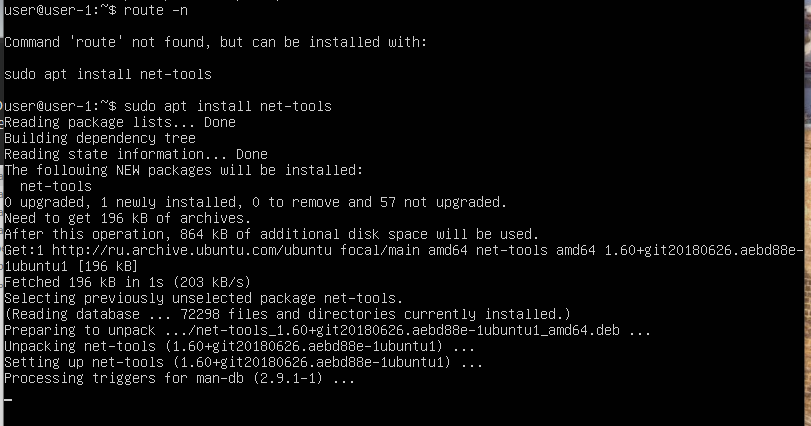 user@user-1:~$ route -n
Command 'route' not found, but can be installed with:
sudo apt install net-tools
user@user-1:~$ sudo apt install net-tools
Reading package lists... Done
Building dependency tree
Reading state information... Done
The following NEW packages will be installed:
  net-tools
0 upgraded, 1 newly installed, 0 to remove and 57 not upgraded.
Need to get 196 kB of archives.
After this operation, 864 kB of additional disk space will be used.
Get:1 http://ru.archive.ubuntu.com/ubuntu focal/main amd64 net-tools amd64 1.60+git20180626.aebd88e-
1ubuntu1 [196 kB]
Fetched 196 kB in 1s (203 kB/s)
Selecting previously unselected package net-tools.
(Reading database ... 72298 files and directories currently installed.)
Preparing to unpack .../net-tools_1.60+git20180626.aebd88e-1ubuntu1_amd64.deb ...
Unpacking net-tools (1.60+git20180626.aebd88e-1ubuntu1) ...
Setting up net-tools (1.60+git20180626.aebd88e-1ubuntu1) ...
Processing triggers for man-db (2.9.1-1) ...